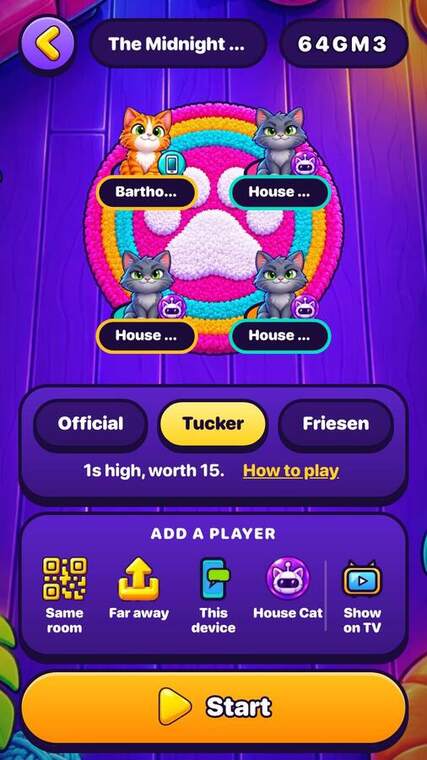 The Midnight ...
64GM3
Bartho...
House ...
House ...
House ...
Official
Tucker
Friesen
1s high, worth 15. How to play
ADD A PLAYER
Same
room
Far away
This
device
House Cat
Show
on TV
Start